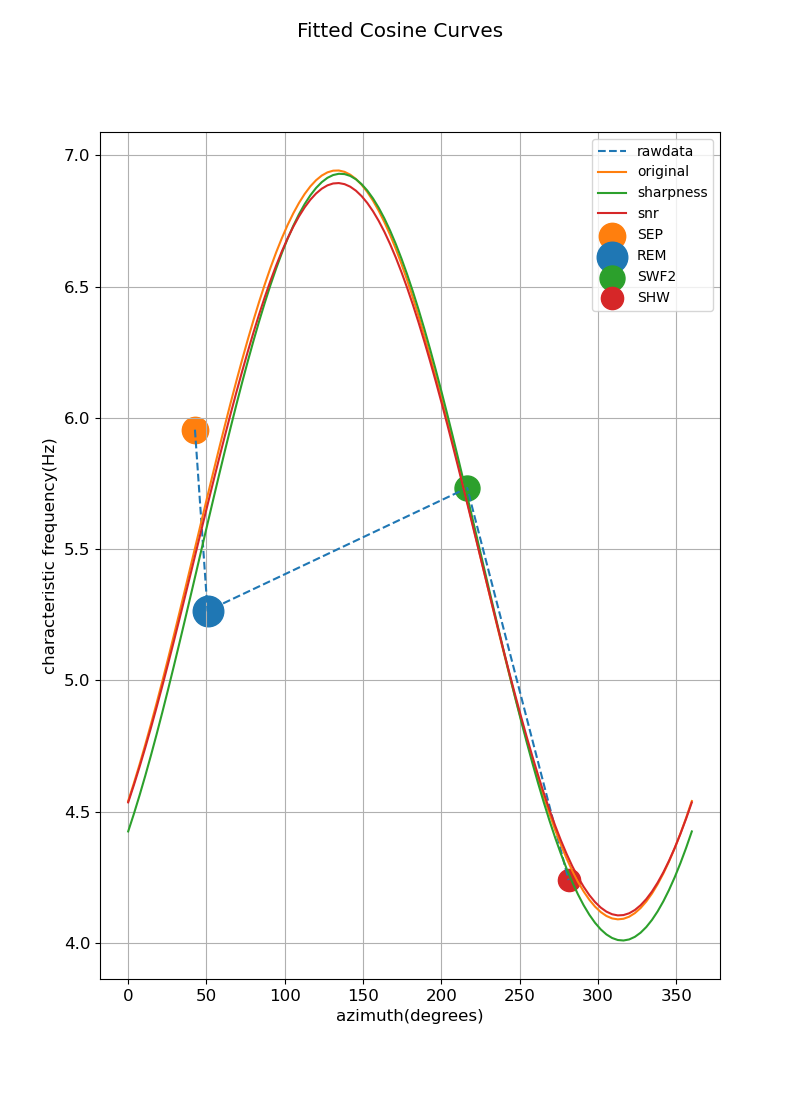 Fitted Cosine Curves
7.0
6.5
6.0
5.5
5.0
4.5
4.0
characteristic frequency(Hz)
rawdata
original
sharpness
snr
SEP
REM
SWF2
SHW
0 50 100 150 200 250 300 350
azimuth(degrees)